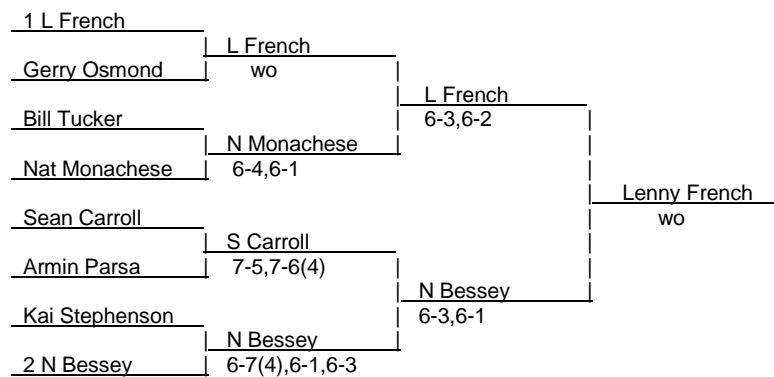 1 L French
L French
Gerry Osmond
wo
L French
Bill Tucker
6-3,6-2
N Monachese
Nat Monachese
6-4,6-1
Lenny French
Sean Carroll
wo
S Carroll
Armin Parsa
7-5,7-6(4)
N Bessey
Kai Stephenson
6-3,6-1
N Bessey
2 N Bessey
6-7(4),6-1,6-3